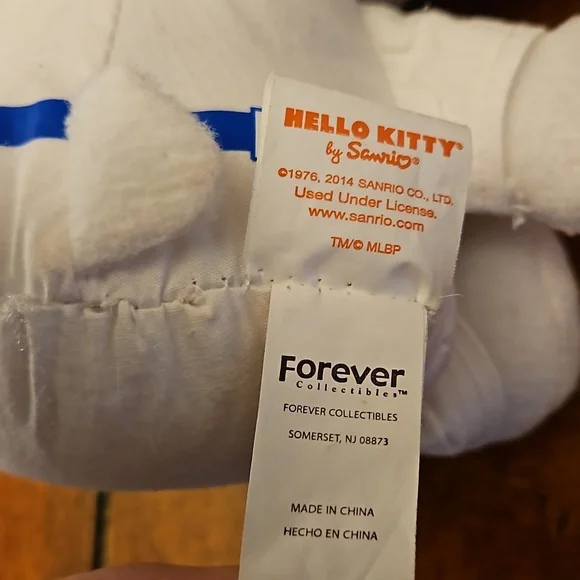 HELLO KITTY®
by Sanrio®
©1976, 2014 SANRIO CO., LTD.
Used Under License.
www.sanrio.com
TM/© MLBP
Forever
Collectibles™
FOREVER COLLECTIBLES
SOMERSET, NJ 08873
MADE IN CHINA
HECHO EN CHINA